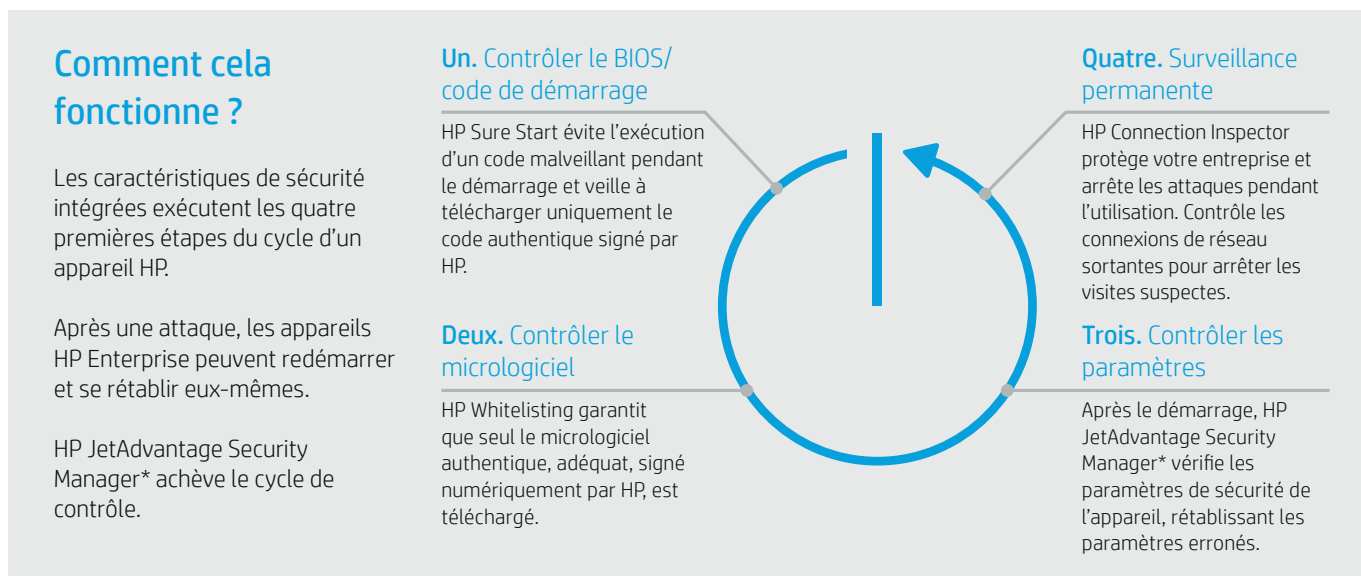 Comment cela
fonctionne ?
Les caractéristiques de sécurité
intégrées exécutent les quatre
premières étapes du cycle d’un
appareil HP.
Après une attaque, les appareils
HP Enterprise peuvent redémarrer
et se rétablir eux-mêmes.
HP JetAdvantage Security
Manager* achève le cycle de
contrôle.
Un. Contrôler le BIOS/
code de démarrage
HP Sure Start évite l’exécution
d’un code malveillant pendant
le démarrage et veille à
télécharger uniquement le
code authentique signé par
HP.
Deux. Contrôler le
micrologiciel
HP Whitelisting garantit
que seul le micrologiciel
authentique, adéquat, signé
numériquement par HP, est
téléchargé.
Trois. Contrôler les
paramètres
Après le démarrage, HP
JetAdvantage Security
Manager* vérifie les
paramètres de sécurité de
l’appareil, rétablissant les
paramètres erronés.
Quatre. Surveillance
permanente
HP Connection Inspector
protège votre entreprise et
arrête les attaques pendant
l’utilisation. Contrôle les
connexions de réseau
sortantes pour arrêter les
visites suspectes.